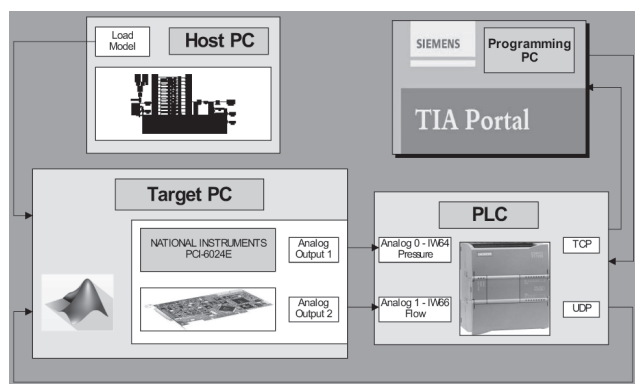 Load
Model
Host PC
SIEMENS
Programming
PC
TIA Portal
Target PC
NATIONAL INSTRUMENTS
PCI-6024E
Analog
Output 1
Analog
Output 2
PLC
Analog 0 - IW64
Pressure
Analog 1 - IW66
Flow
TCP
UDP